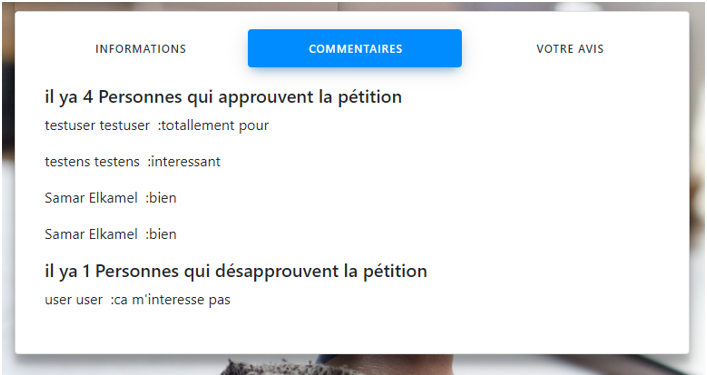 INFORMATIONS COMMENTAIRES VOTRE AVIS
il ya 4 Personnes qui approuvent la pétition
testuser testuser :totallement pour
testens testens :interessant
Samar Elkamel :bien
Samar Elkamel :bien
il ya 1 Personnes qui désapprouvent la pétition
user user :ca m'interesse pas